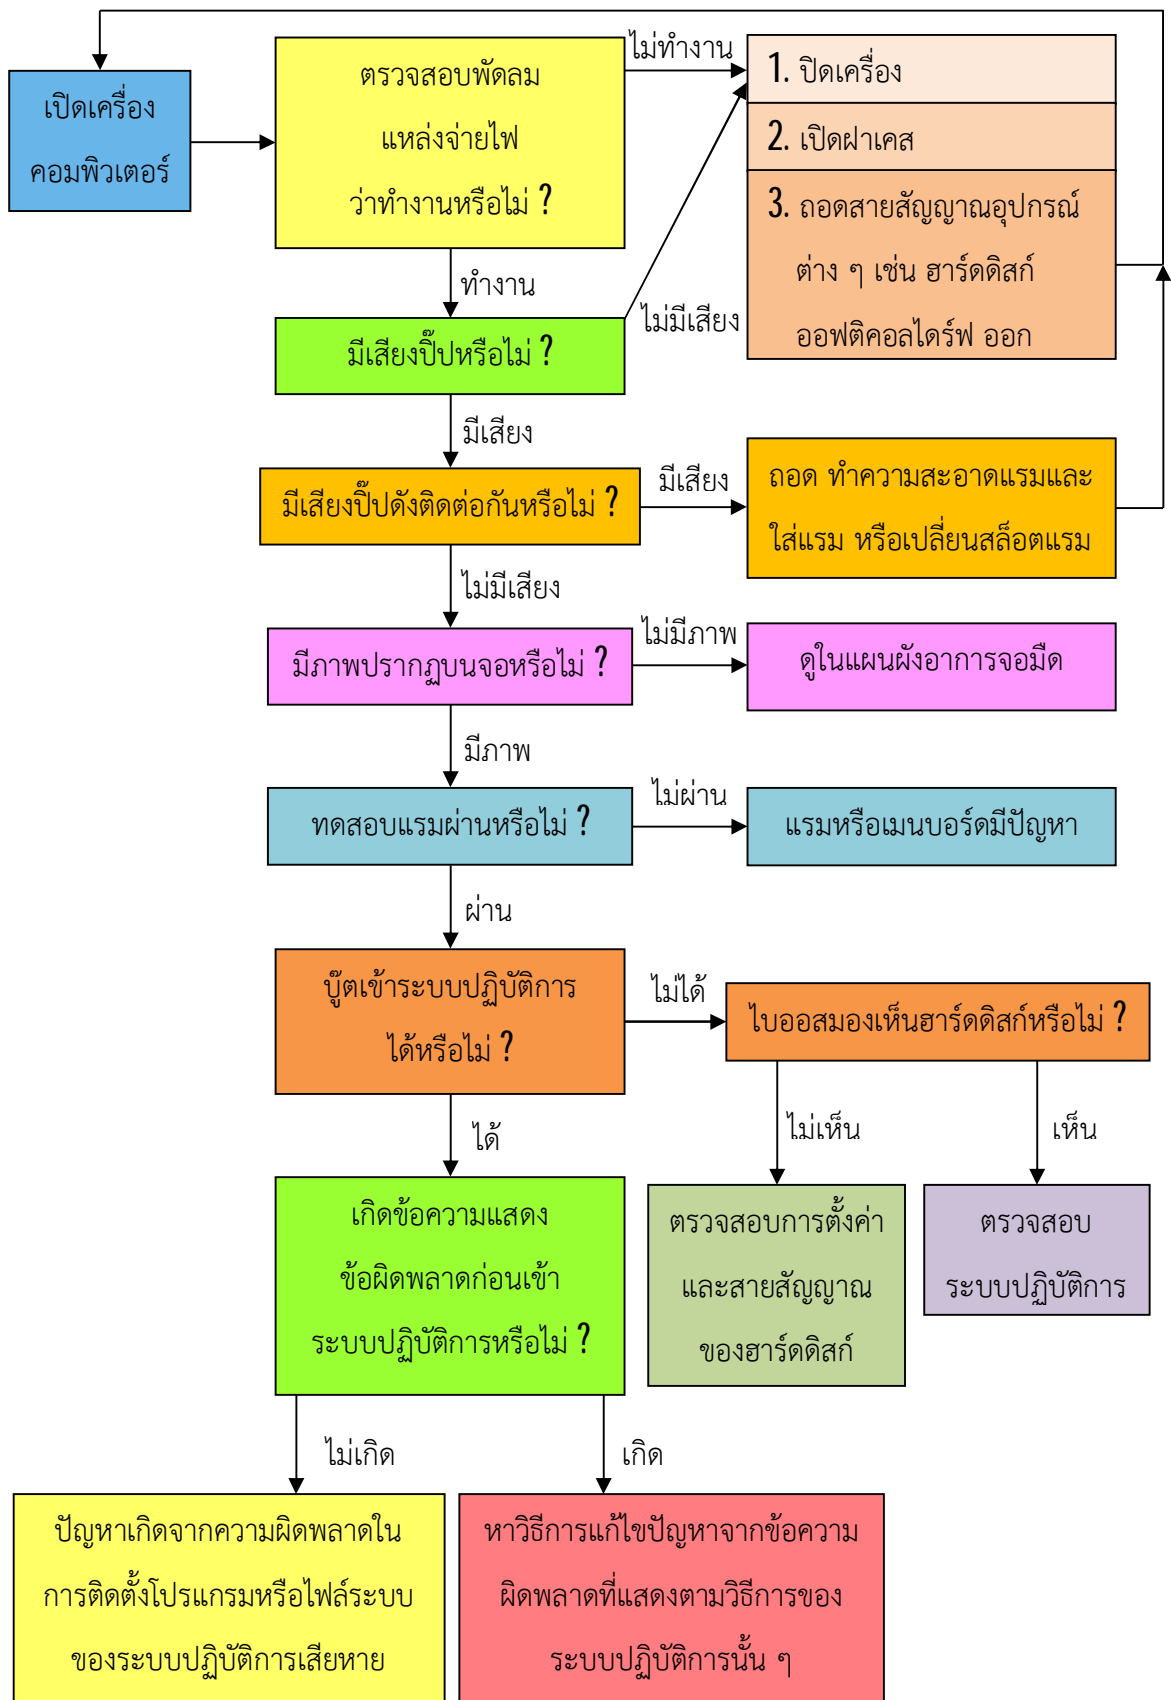 เปิดเครื่อง
คอมพิวเตอร์
ตรวจสอบพัดลม
แหล่งจ่ายไฟ
ว่าทำงานหรือไม่ ?
ไม่ทำงาน
1. ปิดเครื่อง
2. เปิดฝาเคส
3. ถอดสายสัญญาณอุปกรณ์
ต่าง ๆ เช่น ฮาร์ดดิสก์
ออฟติคอลไดร์ฟ ออก
ทำงาน
ไม่มีเสียง
มีเสียงปี๊ปหรือไม่ ?
มีเสียง
มีเสียงปี๊ปดังติดต่อกันหรือไม่ ?
มีเสียง
ถอด ทำความสะอาดแรมและ
ใส่แรม หรือเปลี่ยนสล็อตแรม
ไม่มีเสียง
มีภาพปรากฏบนจอหรือไม่ ?
ไม่มีภาพ
ดูในแผนผังอาการจอมืด
มีภาพ
ทดสอบแรมผ่านหรือไม่ ?
ไม่ผ่าน
แรมหรือเมนบอร์ดมีปัญหา
ผ่าน
บู๊ตเข้าระบบปฏิบัติการ
ได้หรือไม่ ?
ไม่ได้
ไบออสมองเห็นฮาร์ดดิสก์หรือไม่ ?
ได้
ไม่เห็น
เห็น
เกิดข้อความแสดง
ข้อผิดพลาดก่อนเข้า
ระบบปฏิบัติการหรือไม่ ?
ตรวจสอบการตั้งค่า
และสายสัญญาณ
ของฮาร์ดดิสก์
ตรวจสอบ
ระบบปฏิบัติการ
ไม่เกิด
เกิด
ปัญหาเกิดจากความผิดพลาดใน
การติดตั้งโปรแกรมหรือไฟล์ระบบ
ของระบบปฏิบัติการเสียหาย
หาวิธีการแก้ไขปัญหาจากข้อความ
ผิดพลาดที่แสดงตามวิธีการของ
ระบบปฏิบัติการนั้น ๆ